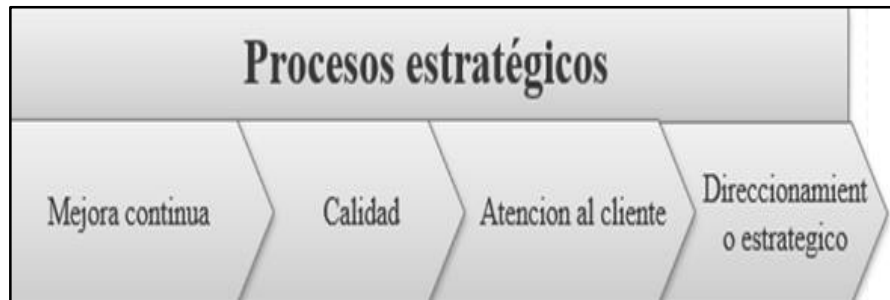 Procesos estratégicos
Mejora continua
Calidad
Atencion al cliente
Direccionamient
o estrategico